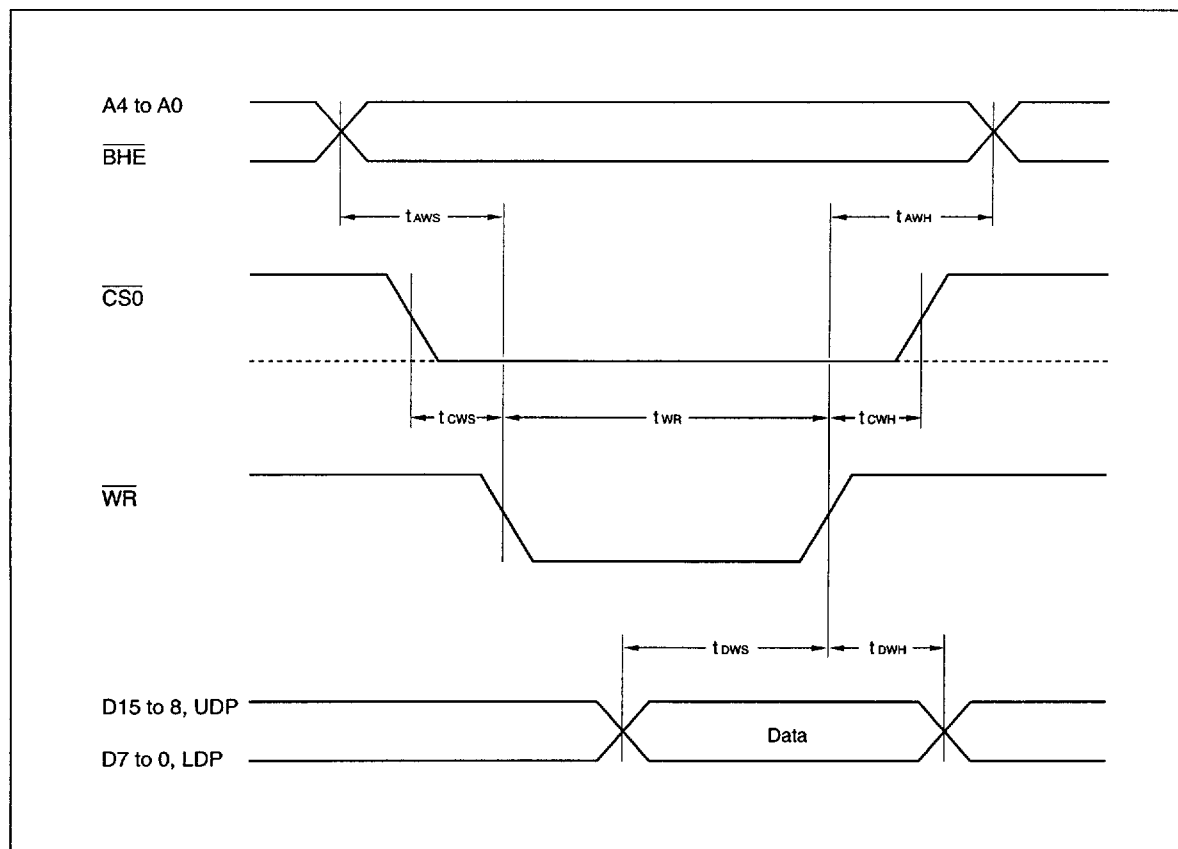 A4 to A0
BHE
tAWS
tAWH
CS0
tCWS
tWR
tCWH
WR
tDWS
tDWH
D15 to 8, UDP
Data
D7 to 0, LDP